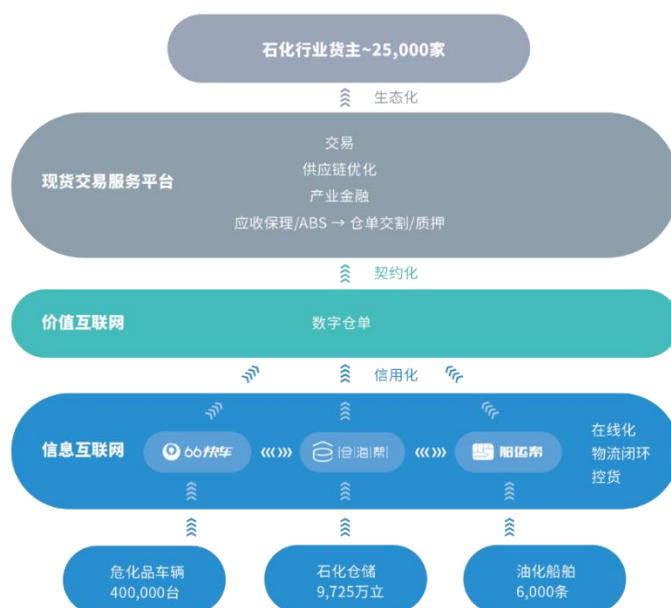 石化行业货主~25,000家
生态化
现货交易服务平台
交易
供应链优化
产业金融
应收保理/ABS → 仓单交割/质押
契约化
价值互联网
数字仓单
信用化
信息互联网
66快车
仓海帮
船运帮
在线化
物流闭环
控货
危化品车辆
400,000台
石化仓储
9,725万立
油化船舶
6,000条